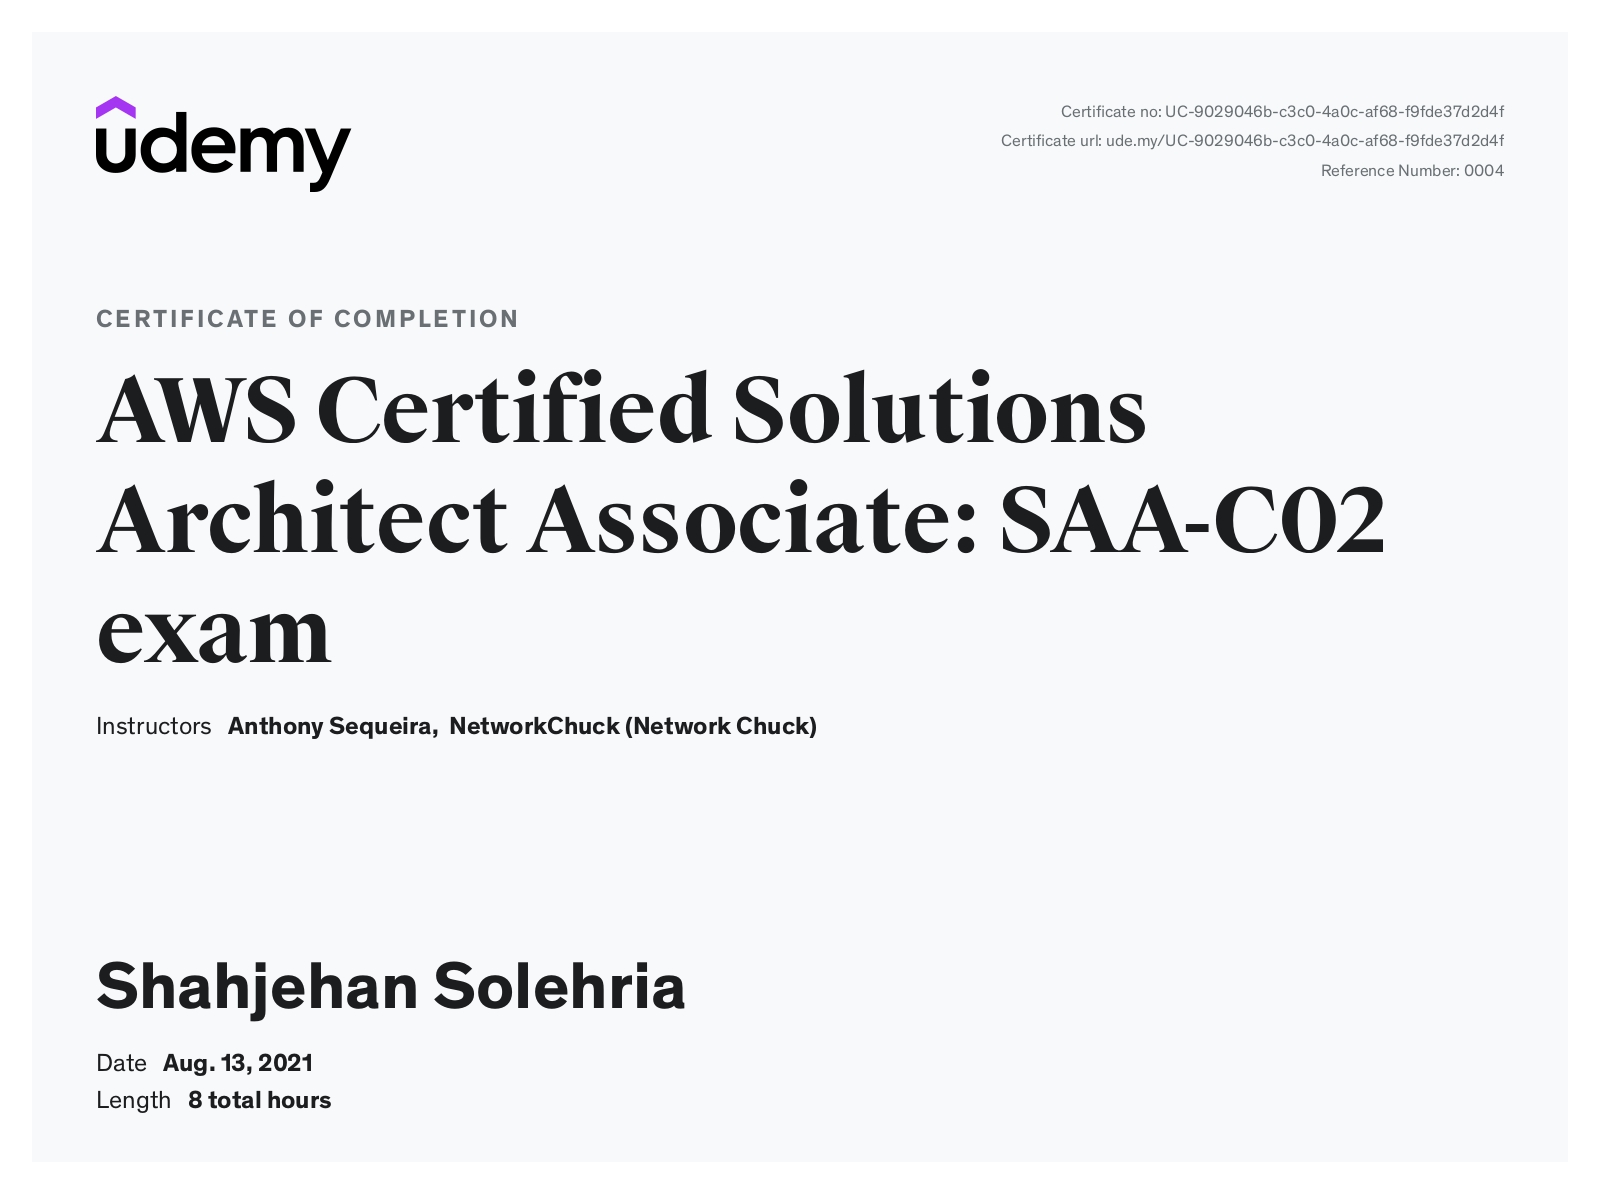 udemy
Certificate no: UC-9029046b-c3c0-4a0c-af68-f9fde37d2d4f
Certificate url: ude.my/UC-9029046b-c3c0-4a0c-af68-f9fde37d2d4f
Reference Number: 0004
CERTIFICATE OF COMPLETION
AWS Certified Solutions
Architect Associate: SAA-C02
exam
Instructors Anthony Sequeira, NetworkChuck (Network Chuck)
Shahjehan Solehria
Date Aug. 13, 2021
Length 8 total hours